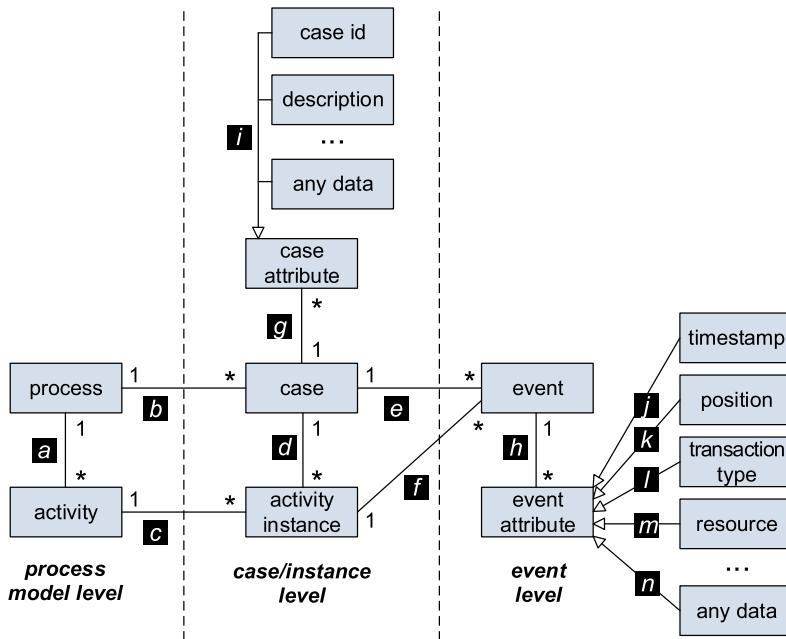 case id
description
...
i
any data
case
attribute
*
g
1
timestamp
process
1
b
*
case
1
e
*
event
j
position
k
a
1
*
d
1
*
f
*
h
1
*
transaction
type
l
activity
1
c
*
activity
instance
1
event
attribute
m
resource
...
n
any data
process
model level
case/instance
level
event
level